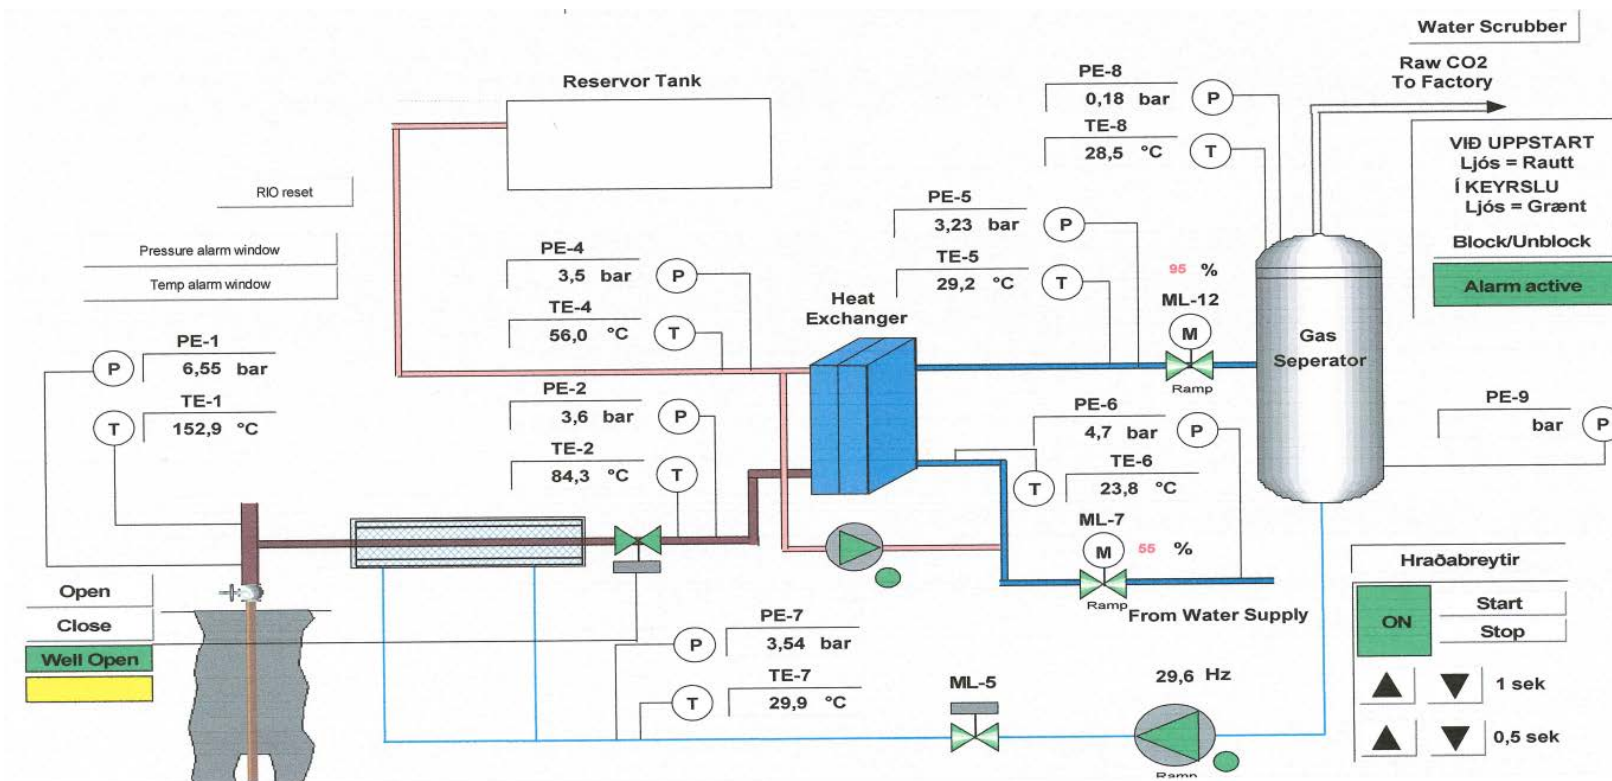 Water Scrubber
Raw CO2
To Factory
Reservor Tank
PE-8
0,18 bar
P
TE-8
28,5 °C
T
VIÐ UPPSTART
Ljós = Rautt
Í KEYRSLU
Ljós = Grænt
Block/Unblock
Alarm active
RIO reset
Pressure alarm window
Temp alarm window
PE-5
3,23 bar
P
TE-5
29,2 °C
T
PE-4
3,5 bar
P
TE-4
56,0 °C
T
Heat
Exchanger
95 %
ML-12
M
Ramp
Gas
Seperator
PE-1
6,55 bar
P
TE-1
152,9 °C
T
PE-2
3,6 bar
P
TE-2
84,3 °C
T
PE-6
4,7 bar
P
TE-6
23,8 °C
T
PE-9
bar
P
ML-7
M
55 %
Ramp
From Water Supply
Open
Close
Well Open
PE-7
3,54 bar
P
TE-7
29,9 °C
T
ML-5
29,6 Hz
Ramp
Hraðabreytir
ON
Start
Stop
1 sek
0,5 sek